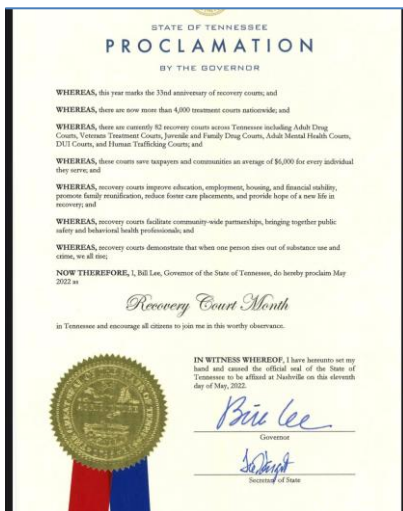 STATE OF TENNESSEE
PROCLAMATION
BY THE GOVERNOR
WHEREAS, this year marks the 33nd anniversary of recovery courts; and
WHEREAS, there are now more than 4,000 treatment courts nationwide; and
WHEREAS, there are currently 82 recovery courts across Tennessee including Adult Drug
Courts, Veterans Treatment Courts, Juvenile and Family Drug Courts, Adult Mental Health Courts,
DUI Courts, and Human Trafficking Courts; and
WHEREAS, these courts save taxpayers and communities an average of $6,000 for every individual
they serve; and
WHEREAS, recovery courts improve education, employment, housing, and financial stability,
promote family reunification, reduce foster care placements, and provide hope of a new life in
recovery; and
WHEREAS, recovery courts facilitate community-wide partnerships, bringing together public
safety and behavioral health professionals; and
WHEREAS, recovery courts demonstrate that when one person rises out of substance use and
crime, we all rise;
NOW THEREFORE, I, Bill Lee, Governor of the State of Tennessee, do hereby proclaim May
2022 as
Recovery Court Month
in Tennessee and encourage all citizens to join me in this worthy observance.
IN WITNESS WHEREOF, I have hereunto set my
hand and caused the official seal of the State of
Tennessee to be affixed at Nashville on this eleventh
day of May, 2022.
Bill Lee
Governor
Secretary of State